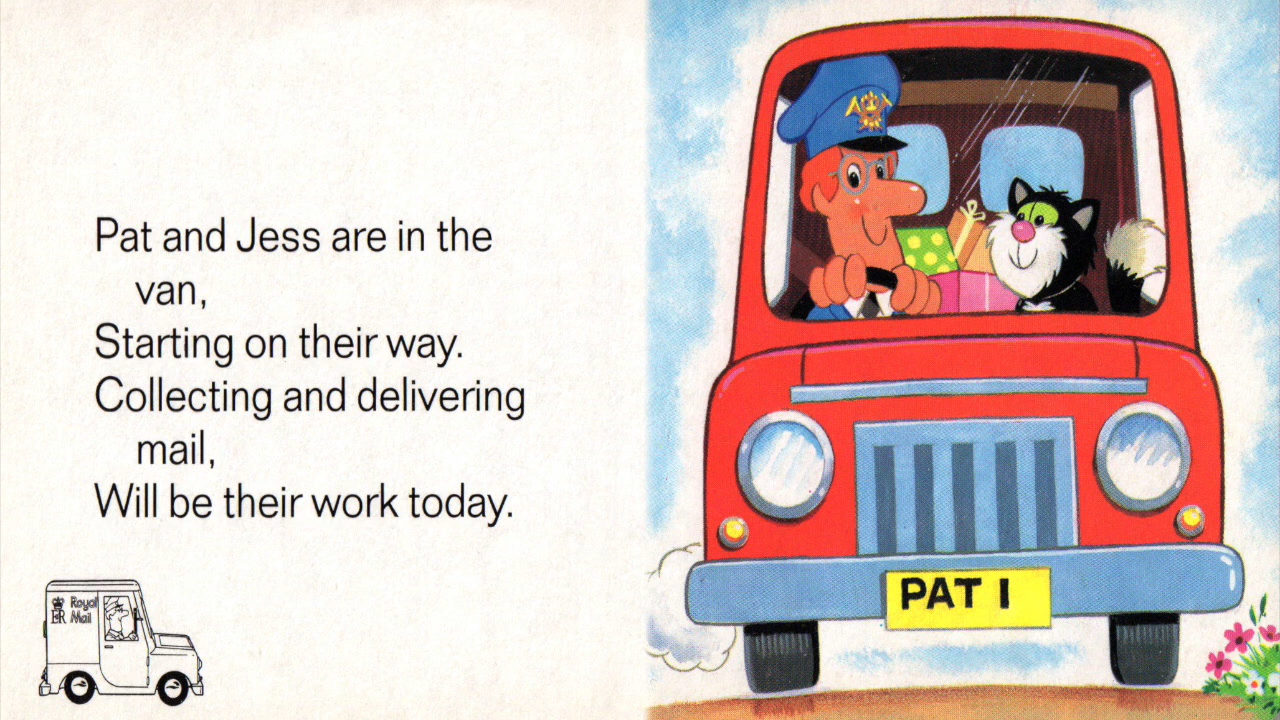 Pat and Jess are in the
van,
Starting on their way.
Collecting and delivering
mail,
Will be their work today.
Royal
Mail
ER
PAT 1